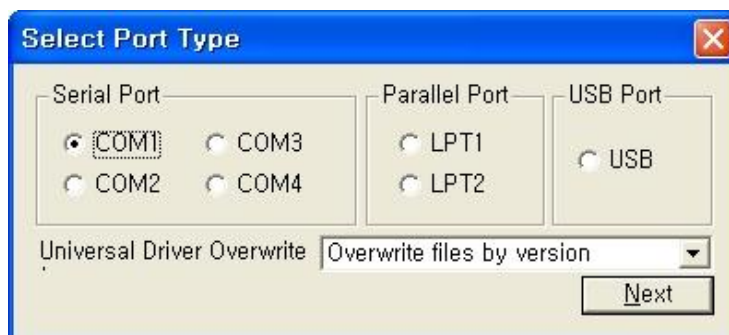 Select Port Type
Serial Port
COM1
COM3
COM2
COM4
Parallel Port
LPT1
LPT2
USB Port
USB
Universal Driver Overwrite
Overwrite files by version
Next